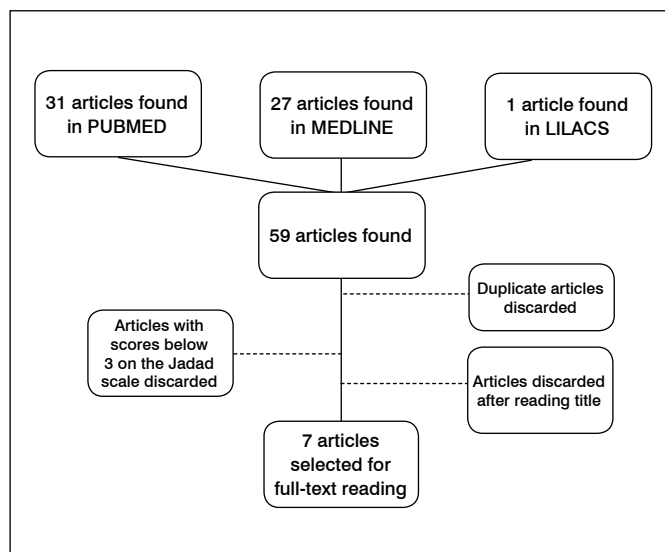 31 articles found
in PUBMED
27 articles found
in MEDLINE
1 article found
in LILACS
59 articles found
Duplicate articles
discarded
Articles with
scores below
3 on the Jadad
scale discarded
Articles discarded
after reading title
7 articles
selected for
full-text reading